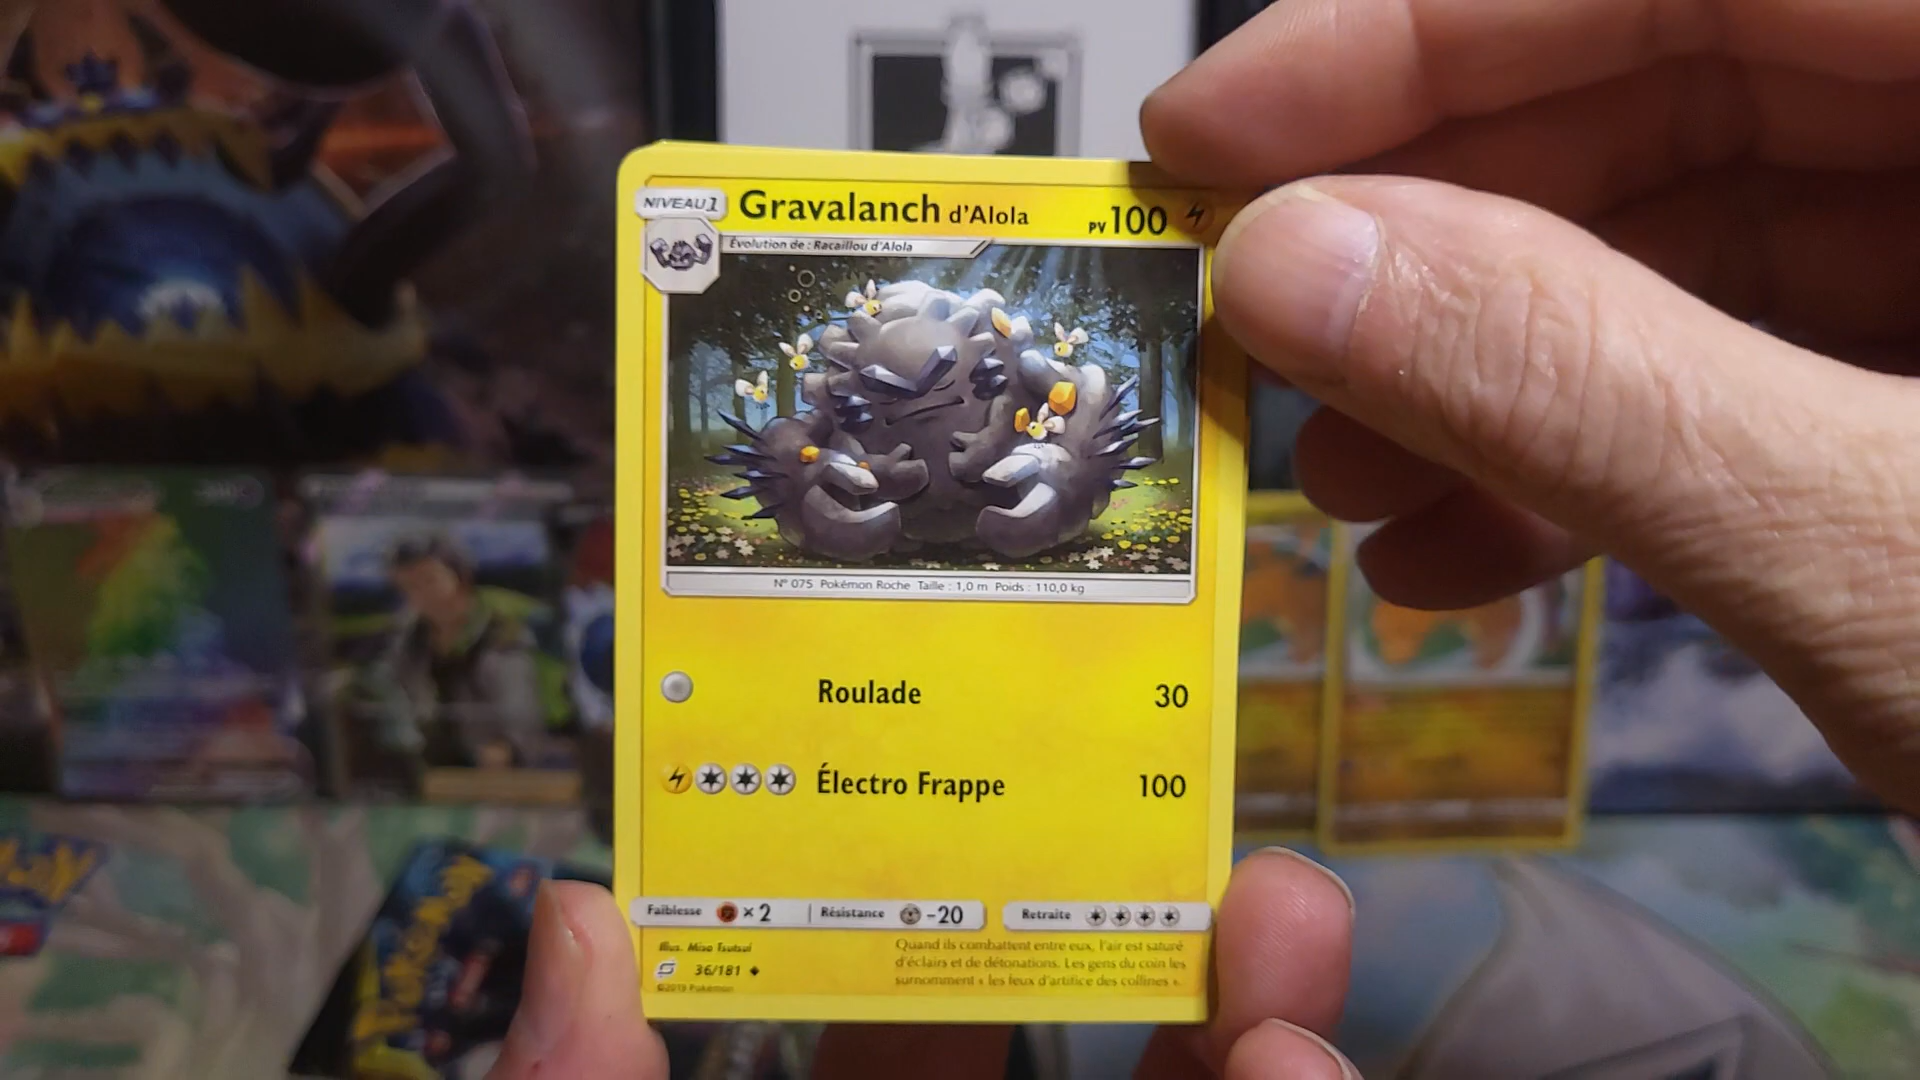 NIVEAU 1
Gravalanch d'Alola
PV 100
Évolution de : Racaillou d'Alola
N° 075 Pokémon Roche Taille : 1,0 m Poids : 110,0 kg
Roulade 30
Électro Frappe 100
Faiblesse × 2 Résistance -20 Retraite
Illus. Miso Tsutsui
36/181
©2019 Pokémon
Quand ils combattent entre eux, l'air est saturé
d'éclairs et de détonations. Les gens du coin les
surnomment « les feux d'artifice des collines ».
Pokémon